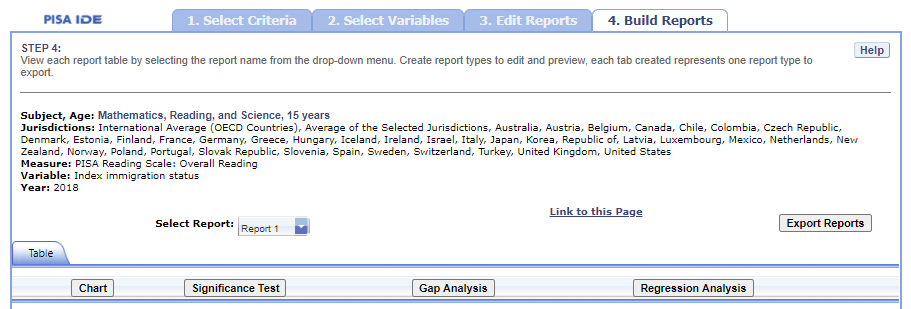 PISA IDE
1. Select Criteria
2. Select Variables
3. Edit Reports
4. Build Reports
STEP 4:
View each report table by selecting the report name from the drop-down menu. Create report types to edit and preview, each tab created represents one report type to
export.
Help
Subject, Age: Mathematics, Reading, and Science, 15 years
Jurisdictions: International Average (OECD Countries), Average of the Selected Jurisdictions, Australia, Austria, Belgium, Canada, Chile, Colombia, Czech Republic,
Denmark, Estonia, Finland, France, Germany, Greece, Hungary, Iceland, Ireland, Israel, Italy, Japan, Korea, Republic of, Latvia, Luxembourg, Mexico, Netherlands, New
Zealand, Norway, Poland, Portugal, Slovak Republic, Slovenia, Spain, Sweden, Switzerland, Turkey, United Kingdom, United States
Measure: PISA Reading Scale: Overall Reading
Variable: Index immigration status
Year: 2018
Select Report: Report 1
Link to this Page
Export Reports
Table
Chart
Significance Test
Gap Analysis
Regression Analysis